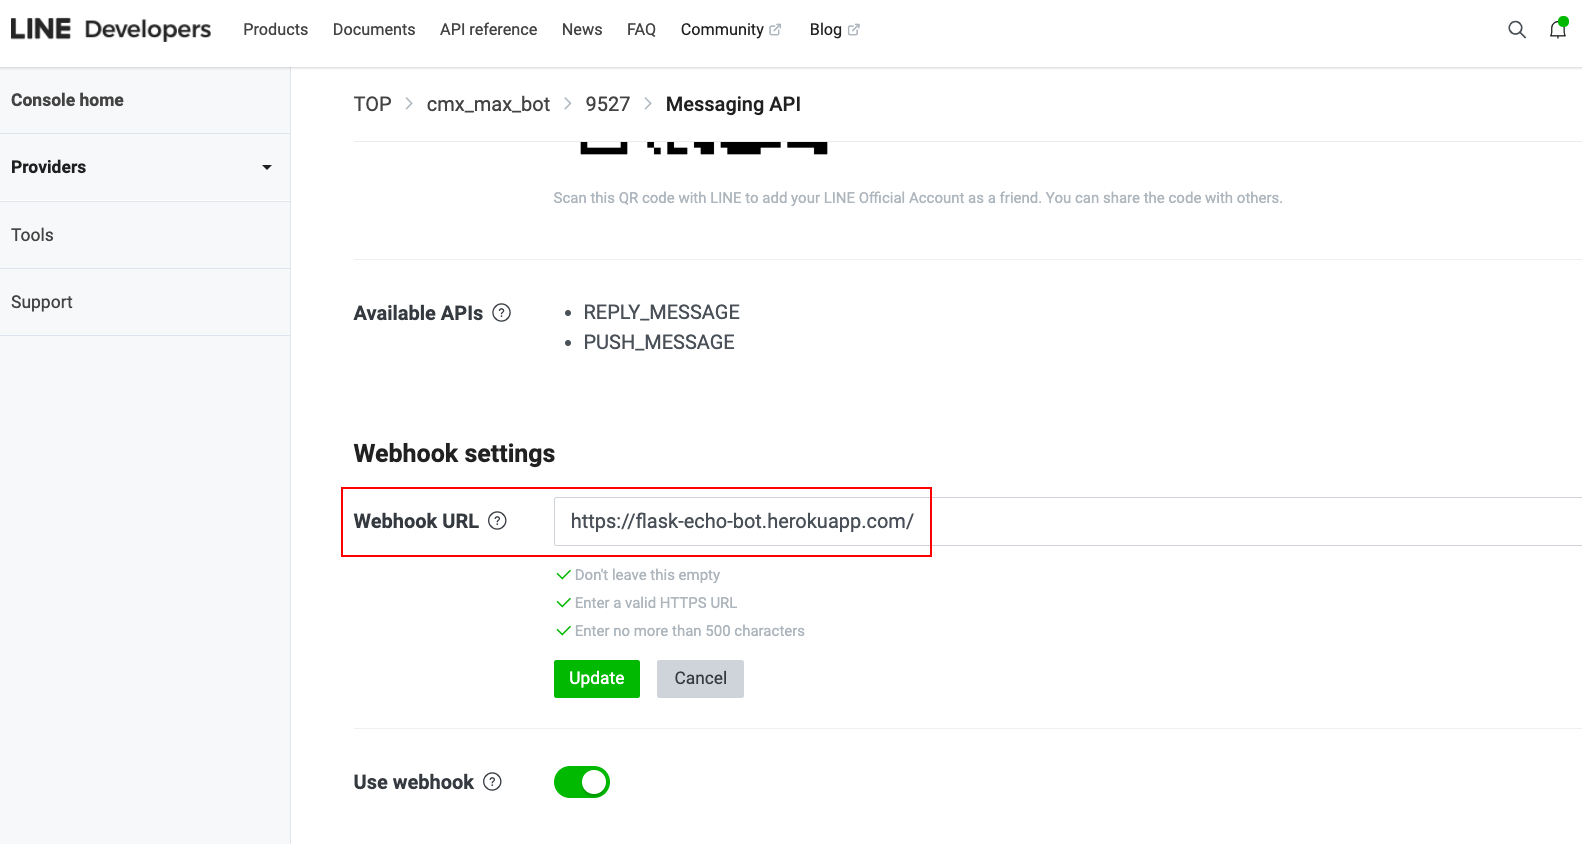 LINE Developers Products Documents API reference News FAQ Community Blog
Console home
Providers
Tools
Support
TOP > cmx_max_bot > 9527 > Messaging API
Scan this QR code with LINE to add your LINE Official Account as a friend. You can share the code with others.
Available APIs ?
• REPLY_MESSAGE
• PUSH_MESSAGE
Webhook settings
Webhook URL ? https://flask-echo-bot.herokuapp.com/
Don't leave this empty
Enter a valid HTTPS URL
Enter no more than 500 characters
Update Cancel
Use webhook ?